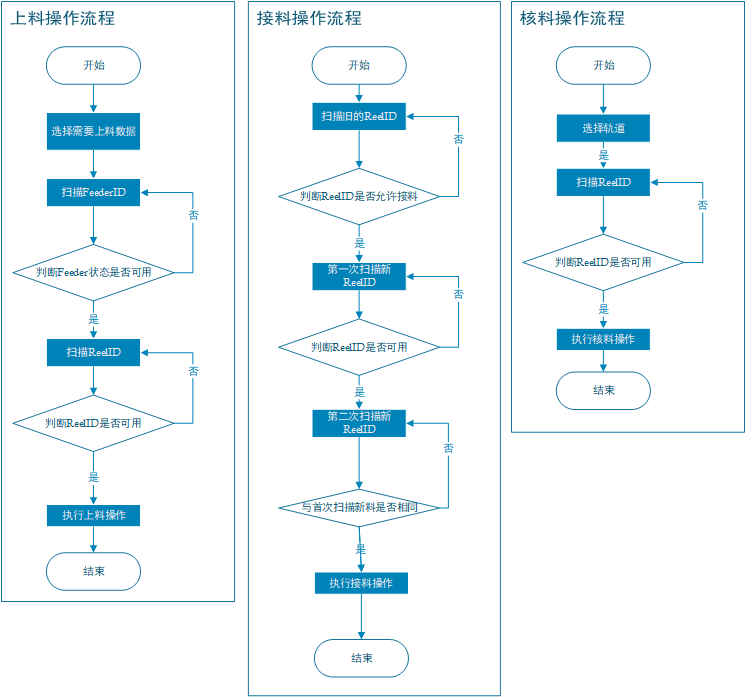 上料操作流程
开始
选择需要上料数据
扫描FeederID
否
判断Feeder状态是否可用
是
扫描ReelID
否
判断ReelID是否可用
是
执行上料操作
结束
接料操作流程
开始
扫描旧的ReelID
否
判断ReelID是否允许接料
是
第一次扫描新
ReelID
否
判断ReelID是否可用
是
第二次扫描新
ReelID
否
与首次扫描新料是否相同
是
执行接料操作
结束
核料操作流程
开始
选择轨道
是
扫描ReelID
否
判断ReelID是否可用
是
执行核料操作
结束